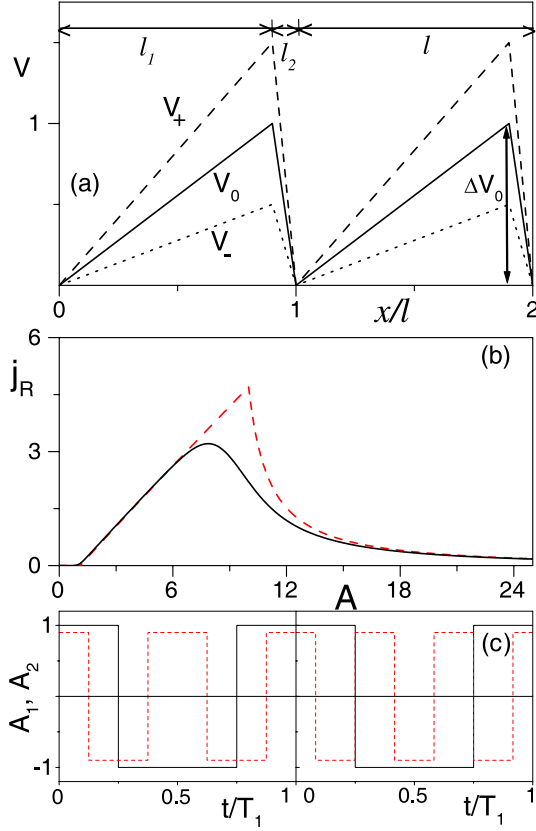 l1 l2 l
V
V+
1
(a) V0 ΔV0
V-
0 1 x/l 2
6 (b)
jR
3
0
0 6 12 A 18 24
1 (c)
A1, A2 0
-1
0 0.5 1 0.5 1
t/T1 t/T1